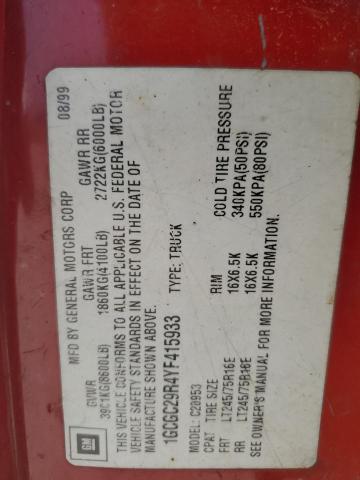 MFD BY GENERAL MOTORS CORP 08/99
GVWR GAWR FRT GAWR RR
3901KG(8600LB) 1860KG(4100LB) 2722KG(6000LB)
THIS VEHICLE CONFORMS TO ALL APPLICABLE U.S. FEDERAL MOTOR
VEHICLE SAFETY STANDARDS IN EFFECT ON THE DATE OF
MANUFACTURE SHOWN ABOVE.
1GCGC29R4YF415933 TYPE: TRUCK
MODEL: C20953
CPAT TIRE SIZE RIM COLD TIRE PRESSURE
FRT LT245/75R16E 16X6.5K 340KPA(50PSI)
RR LT245/75R16E 16X6.5K 550KPA(80PSI)
SEE OWNER'S MANUAL FOR MORE INFORMATION.
GM